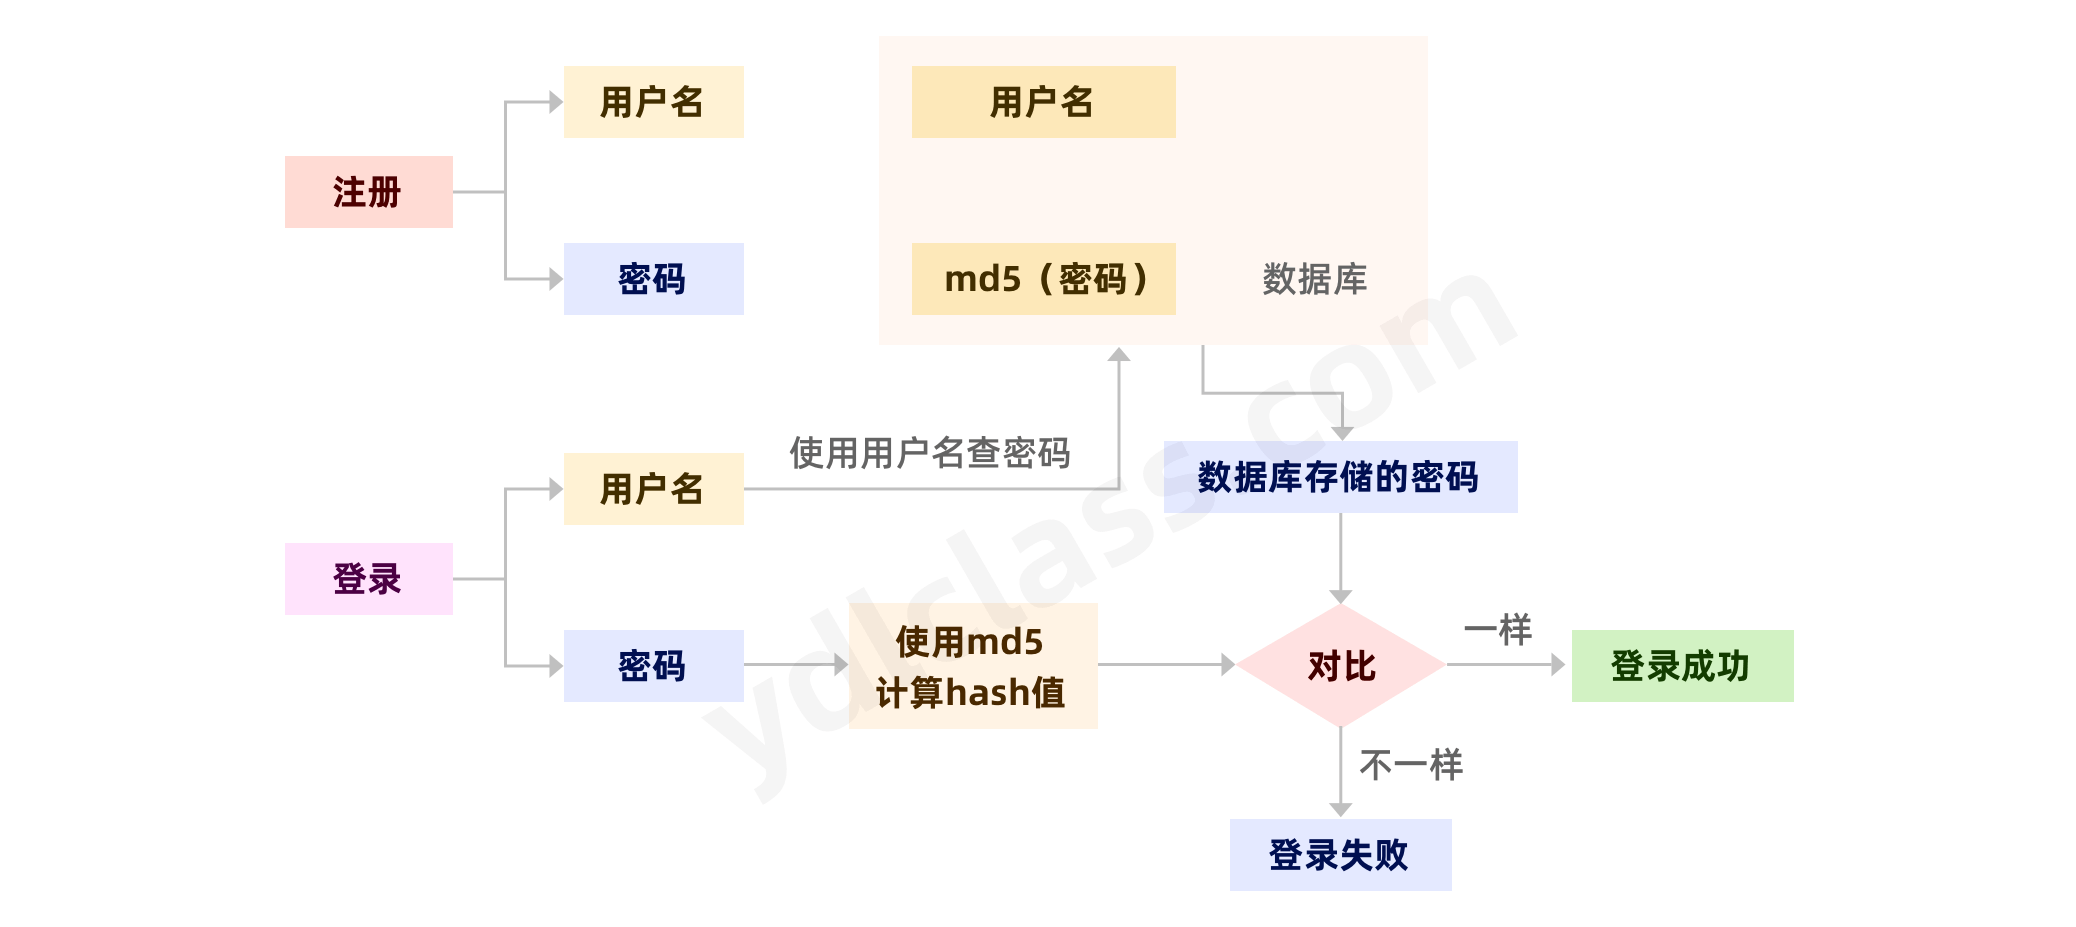 用户名
用户名
注册
密码
md5（密码）
数据库
使用用户名查密码
数据库存储的密码
用户名
登录
密码
使用md5
计算hash值
对比
一样
登录成功
不一样
登录失败
ydlclass.com